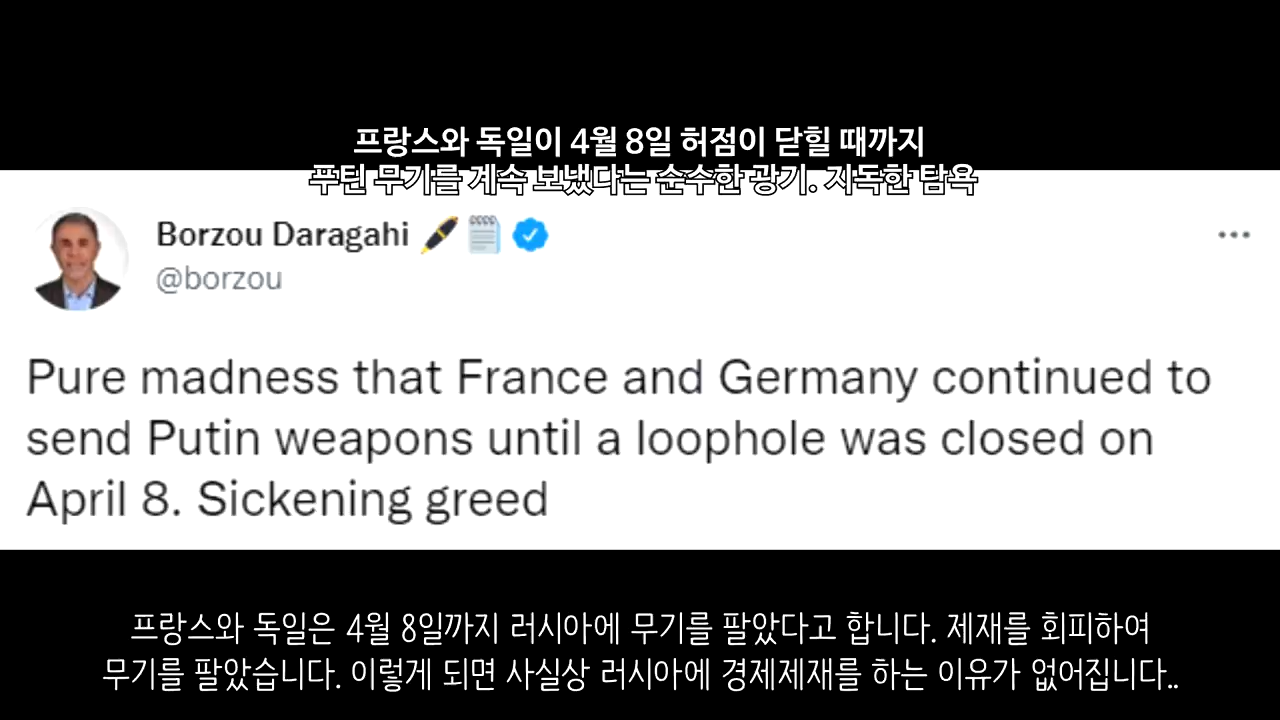 프랑스와 독일이 4월 8일 허점이 닫힐 때까지
푸틴 무기를 계속 보냈다는 순수한 광기. 지독한 탐욕
Borzou Daragahi
@borzou
Pure madness that France and Germany continued to
send Putin weapons until a loophole was closed on
April 8. Sickening greed
프랑스와 독일은 4월 8일까지 러시아에 무기를 팔았다고 합니다. 제재를 회피하여
무기를 팔았습니다. 이렇게 되면 사실상 러시아에 경제제재를 하는 이유가 없어집니다..